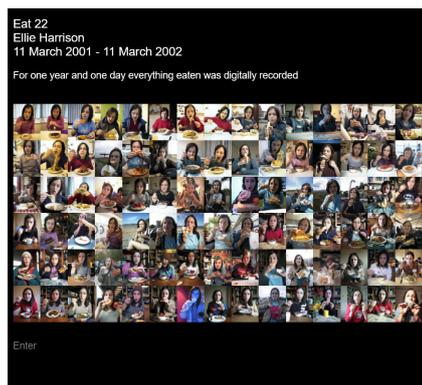 Eat 22
Ellie Harrison
11 March 2001 - 11 March 2002
For one year and one day everything eaten was digitally recorded
Enter